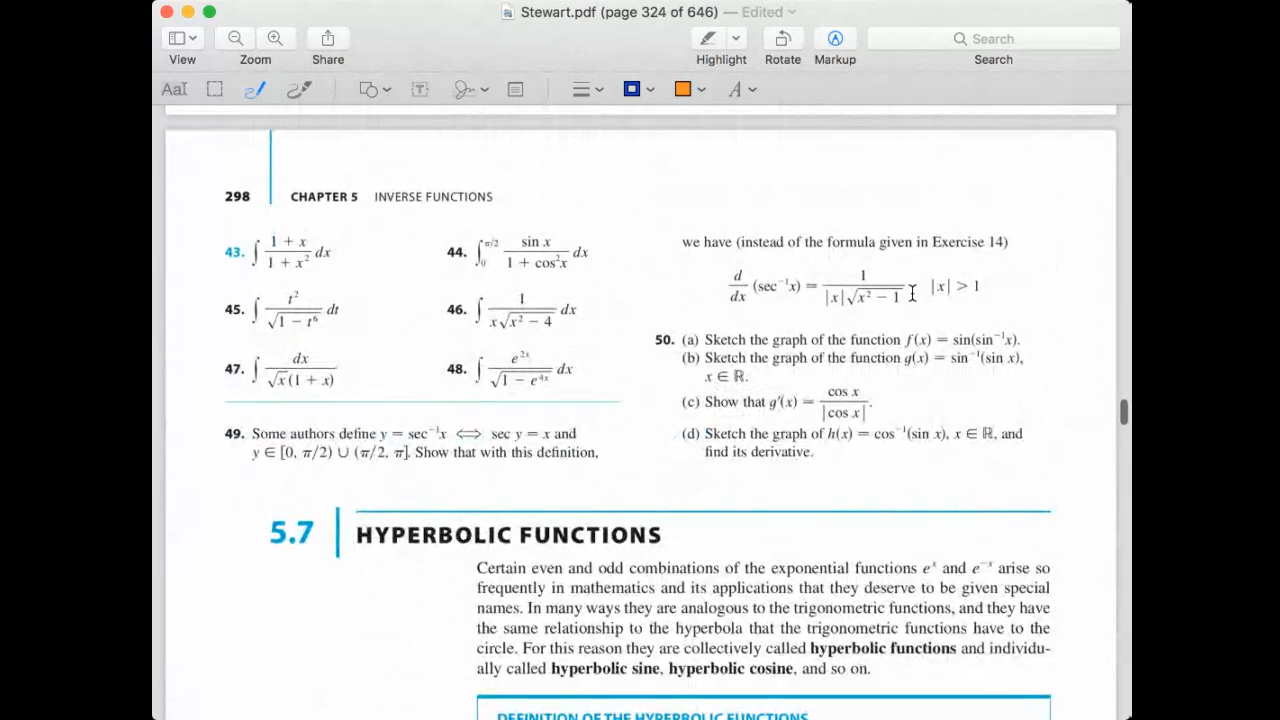 Stewart.pdf (page 324 of 646) — Edited
View Zoom Share Highlight Rotate Markup Search
Search
AaI T A
298 CHAPTER 5 INVERSE FUNCTIONS
43. ∫ (1 + x)/(1 + x²) dx
44. ∫₀^(π/2) sin x/(1 + cos²x) dx
45. ∫ t²/√(1 − t⁶) dt
46. ∫ 1/(x√(x² − 4)) dx
47. ∫ dx/(√x (1 + x))
48. ∫ e²ˣ/√(1 − e⁴ˣ) dx
49. Some authors define y = sec⁻¹x ⇔ sec y = x and
y ∈ [0, π/2) ∪ (π/2, π]. Show that with this definition,
we have (instead of the formula given in Exercise 14)
d/dx (sec⁻¹x) = 1/(|x|√(x² − 1)) |x| > 1
50. (a) Sketch the graph of the function f(x) = sin(sin⁻¹x).
(b) Sketch the graph of the function g(x) = sin⁻¹(sin x),
x ∈ ℝ.
(c) Show that g′(x) = cos x/|cos x|.
(d) Sketch the graph of h(x) = cos⁻¹(sin x), x ∈ ℝ, and
find its derivative.
5.7 HYPERBOLIC FUNCTIONS
Certain even and odd combinations of the exponential functions eˣ and e⁻ˣ arise so
frequently in mathematics and its applications that they deserve to be given special
names. In many ways they are analogous to the trigonometric functions, and they have
the same relationship to the hyperbola that the trigonometric functions have to the
circle. For this reason they are collectively called hyperbolic functions and individu-
ally called hyperbolic sine, hyperbolic cosine, and so on.
DEFINITION OF THE HYPERBOLIC FUNCTIONS